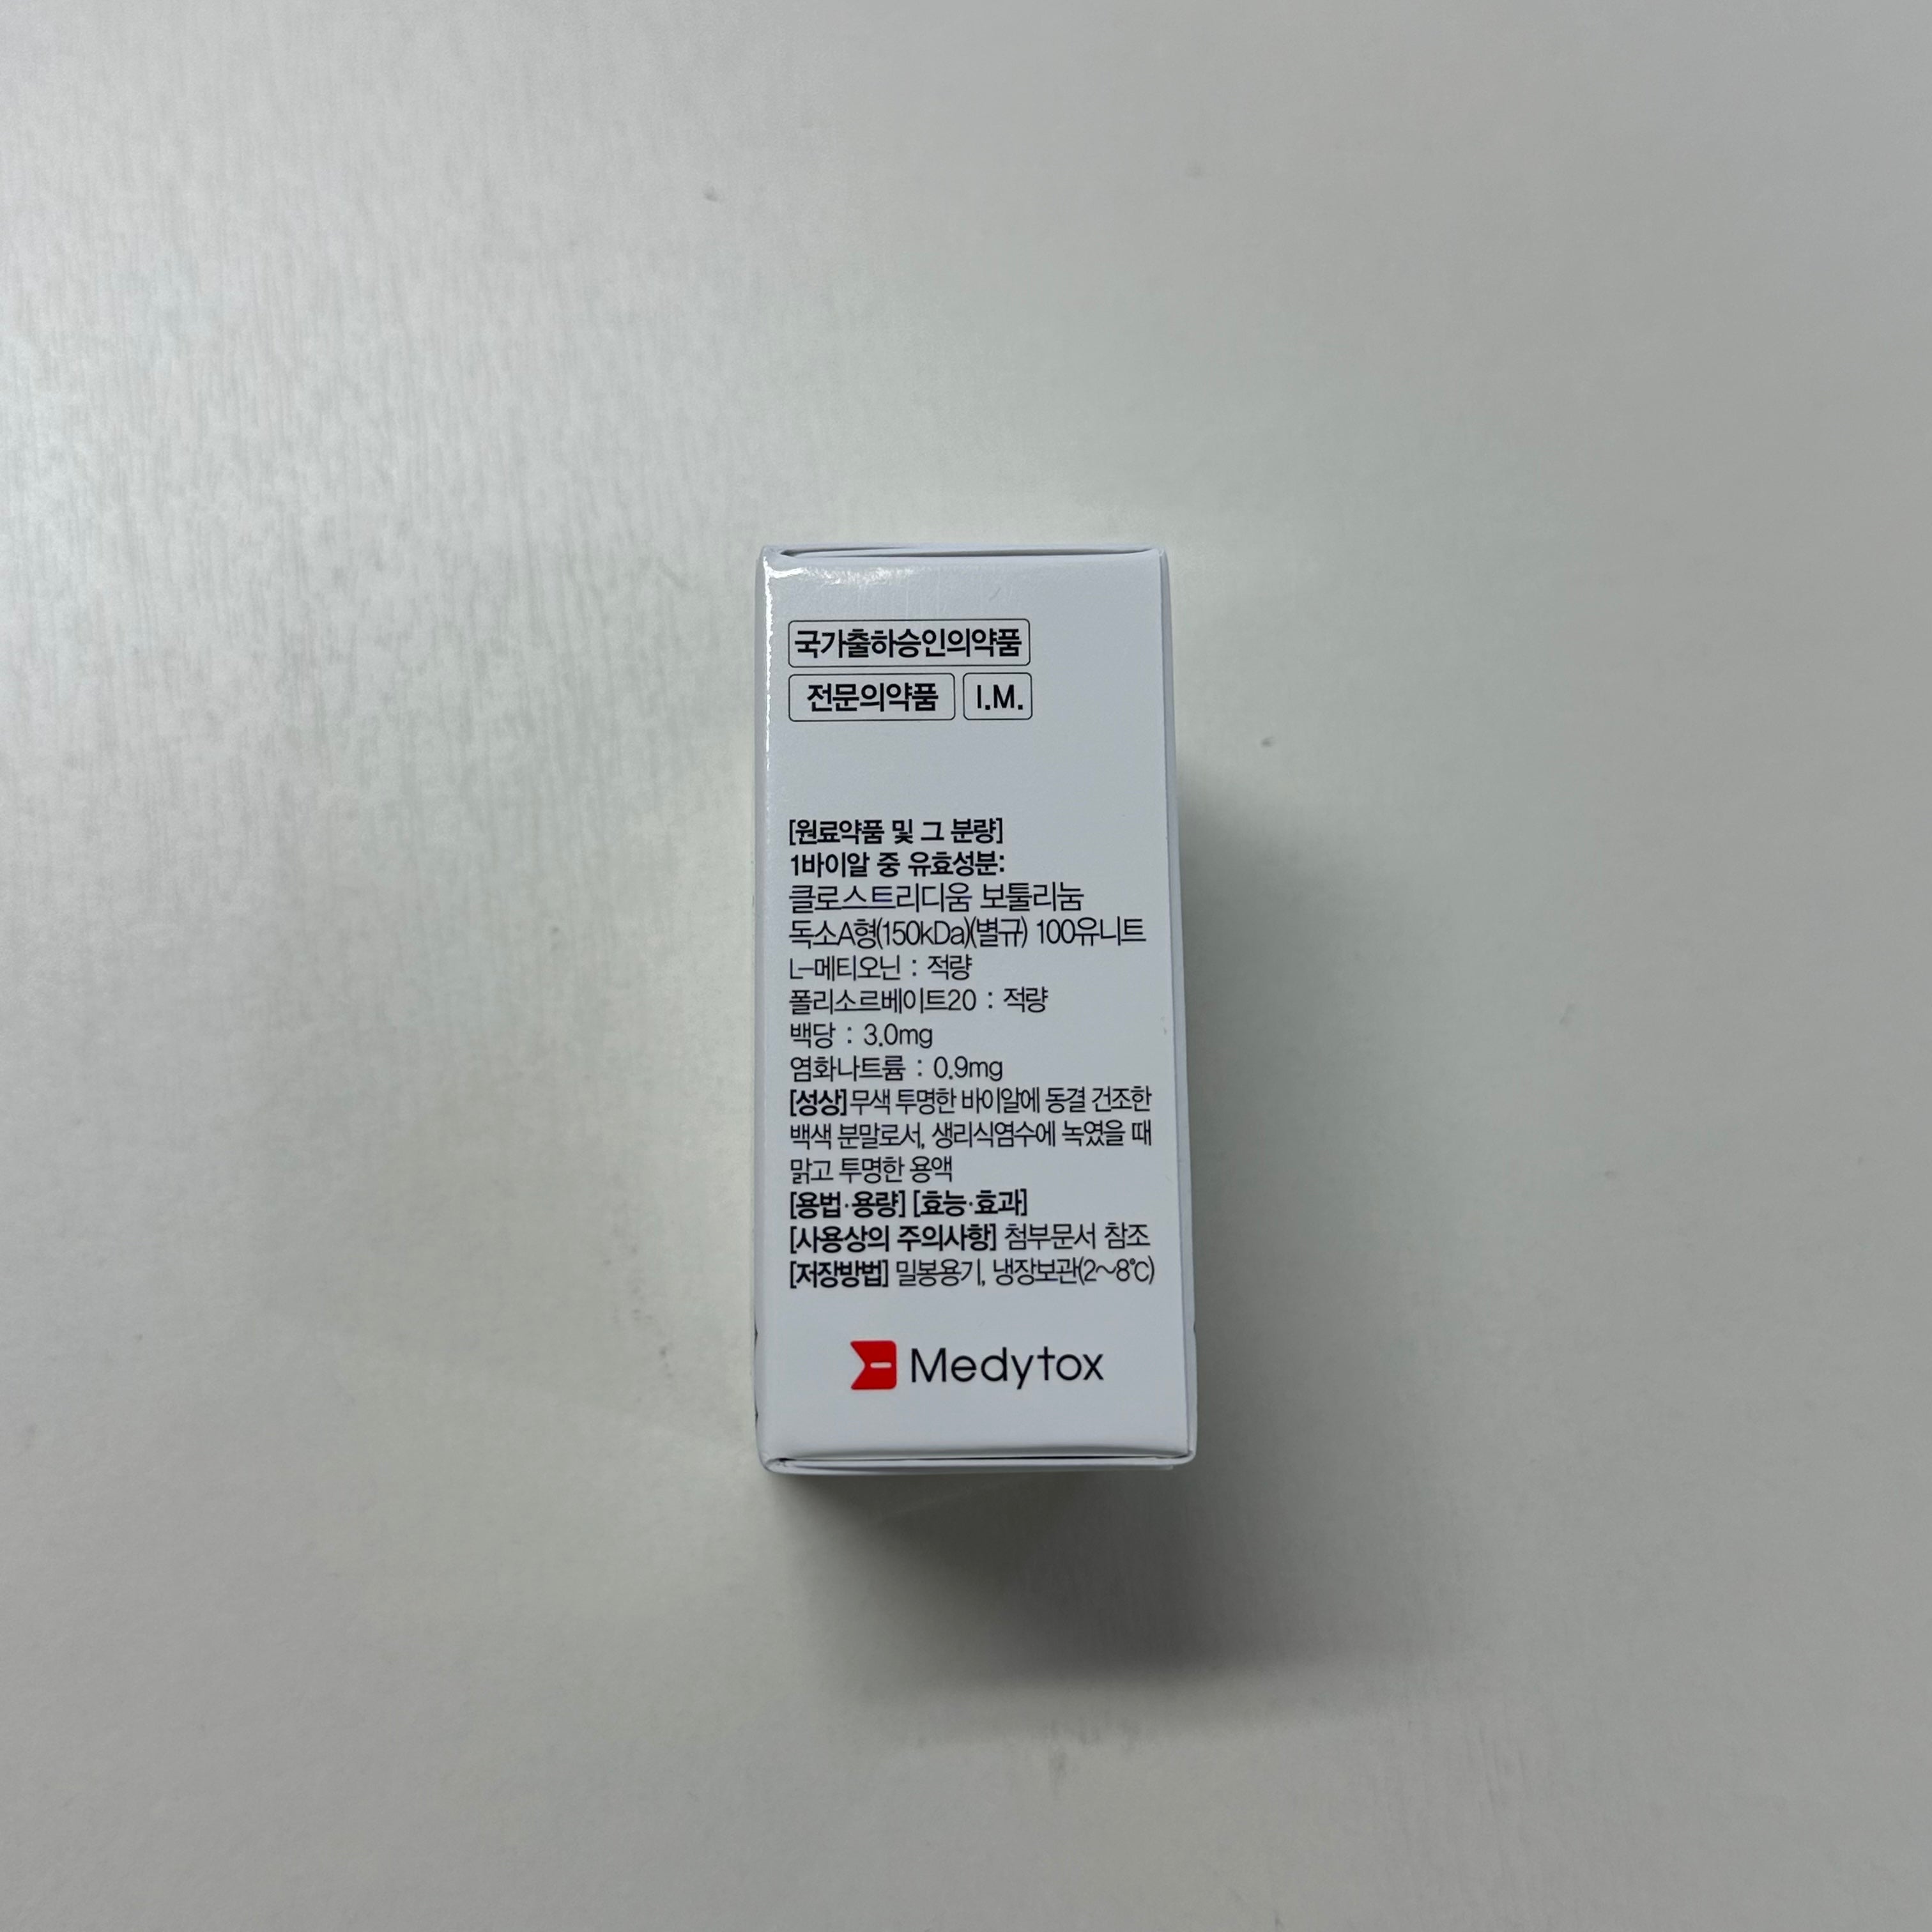 국가출하승인의약품
전문의약품 I.M.
[원료약품 및 그 분량]
1바이알 중 유효성분:
클로스트리디움 보툴리눔
독소A형(150kDa)(별규) 100유니트
L-메티오닌 : 적량
폴리소르베이트20 : 적량
백당 : 3.0mg
염화나트륨 : 0.9mg
[성상] 무색 투명한 바이알에 동결 건조한
백색 분말로서, 생리식염수에 녹였을 때
맑고 투명한 용액
[용법·용량] [효능·효과]
[사용상의 주의사항] 첨부문서 참조
[저장방법] 밀봉용기, 냉장보관(2~8℃)
Medytox